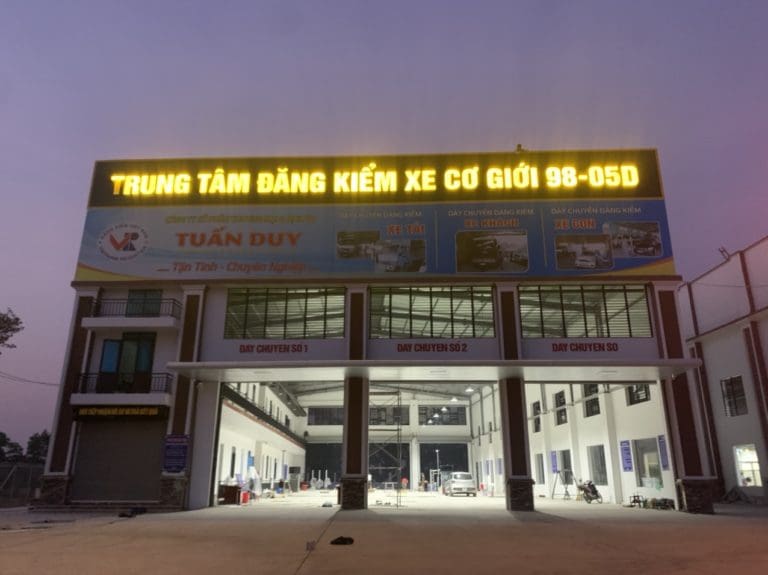 TRUNG TÂM ĐĂNG KIỂM XE CƠ GIỚI 98-05D
TUẤN DUY
Tận Tình - Chuyên Nghiệp
DÂY CHUYỀN ĐĂNG KIỂM
XE TẢI
DÂY CHUYỀN ĐĂNG KIỂM
XE KHÁCH
DÂY CHUYỀN ĐĂNG KIỂM
XE CON
DAY CHUYEN SỐ 1
DAY CHUYEN SỐ 2
DAY CHUYEN SO